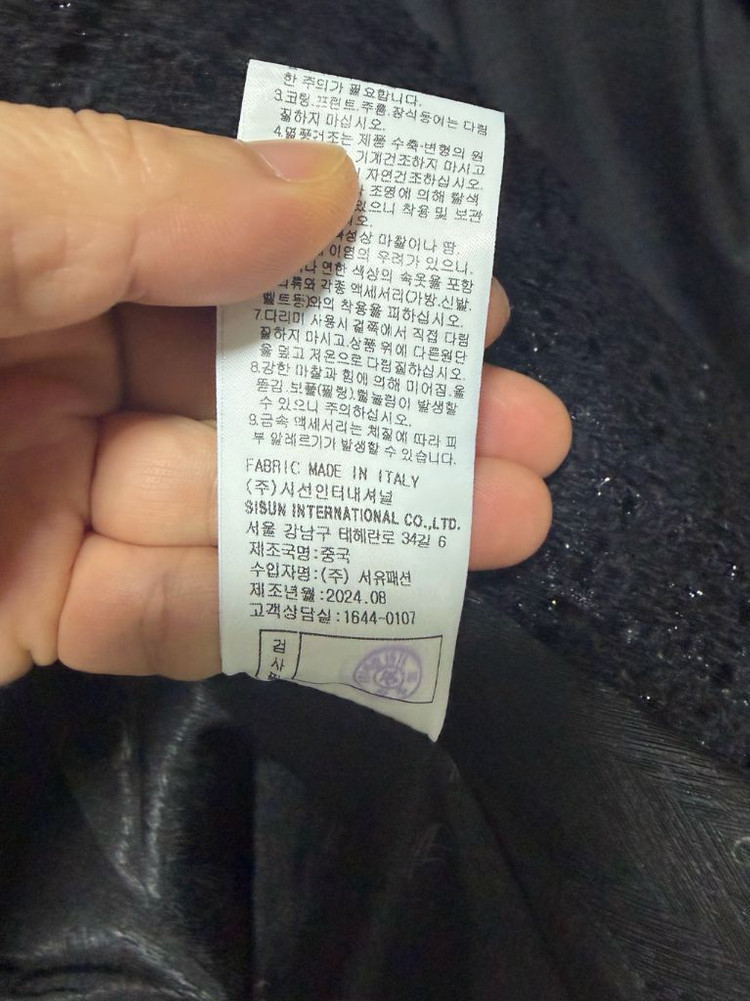 한 주의가 필요합니다.
3.코팅.프린트.주름.장식등에는 다림
질하지 마십시오.
4.열풍건조는 제품 수축·변형의 원
기계건조하지 마시고
자연건조하십시오.
조명에 의해 탈색
있으니 착용 및 보관
오.
마찰이나 땀,
이염의 우려가 있으니,
나 연한 색상의 속옷을 포함
의류와 각종 액세서리(가방.신발.
벨트등)와의 착용을 피하십시오.
7.다리미 사용시 겉쪽에서 직접 다림
질하지 마시고.상품 위에 다른원단
을 덮고 저온으로 다림질하십시오.
8.강한 마찰과 힘에 의해 미어짐.올
뜯김.보풀(필링).털눌림이 발생할
수 있으니 주의하십시오.
9.금속 액세서리는 체질에 따라 피
부 알레르기가 발생할 수 있습니다.
FABRIC MADE IN ITALY
(주)시선인터내셔널
SISUN INTERNATIONAL CO.,LTD.
서울 강남구 테헤란로 34길 6
제조국명:중국
수입자명:(주) 서유패션
제조년월:2024.08
고객상담실:1644-0107
검
사